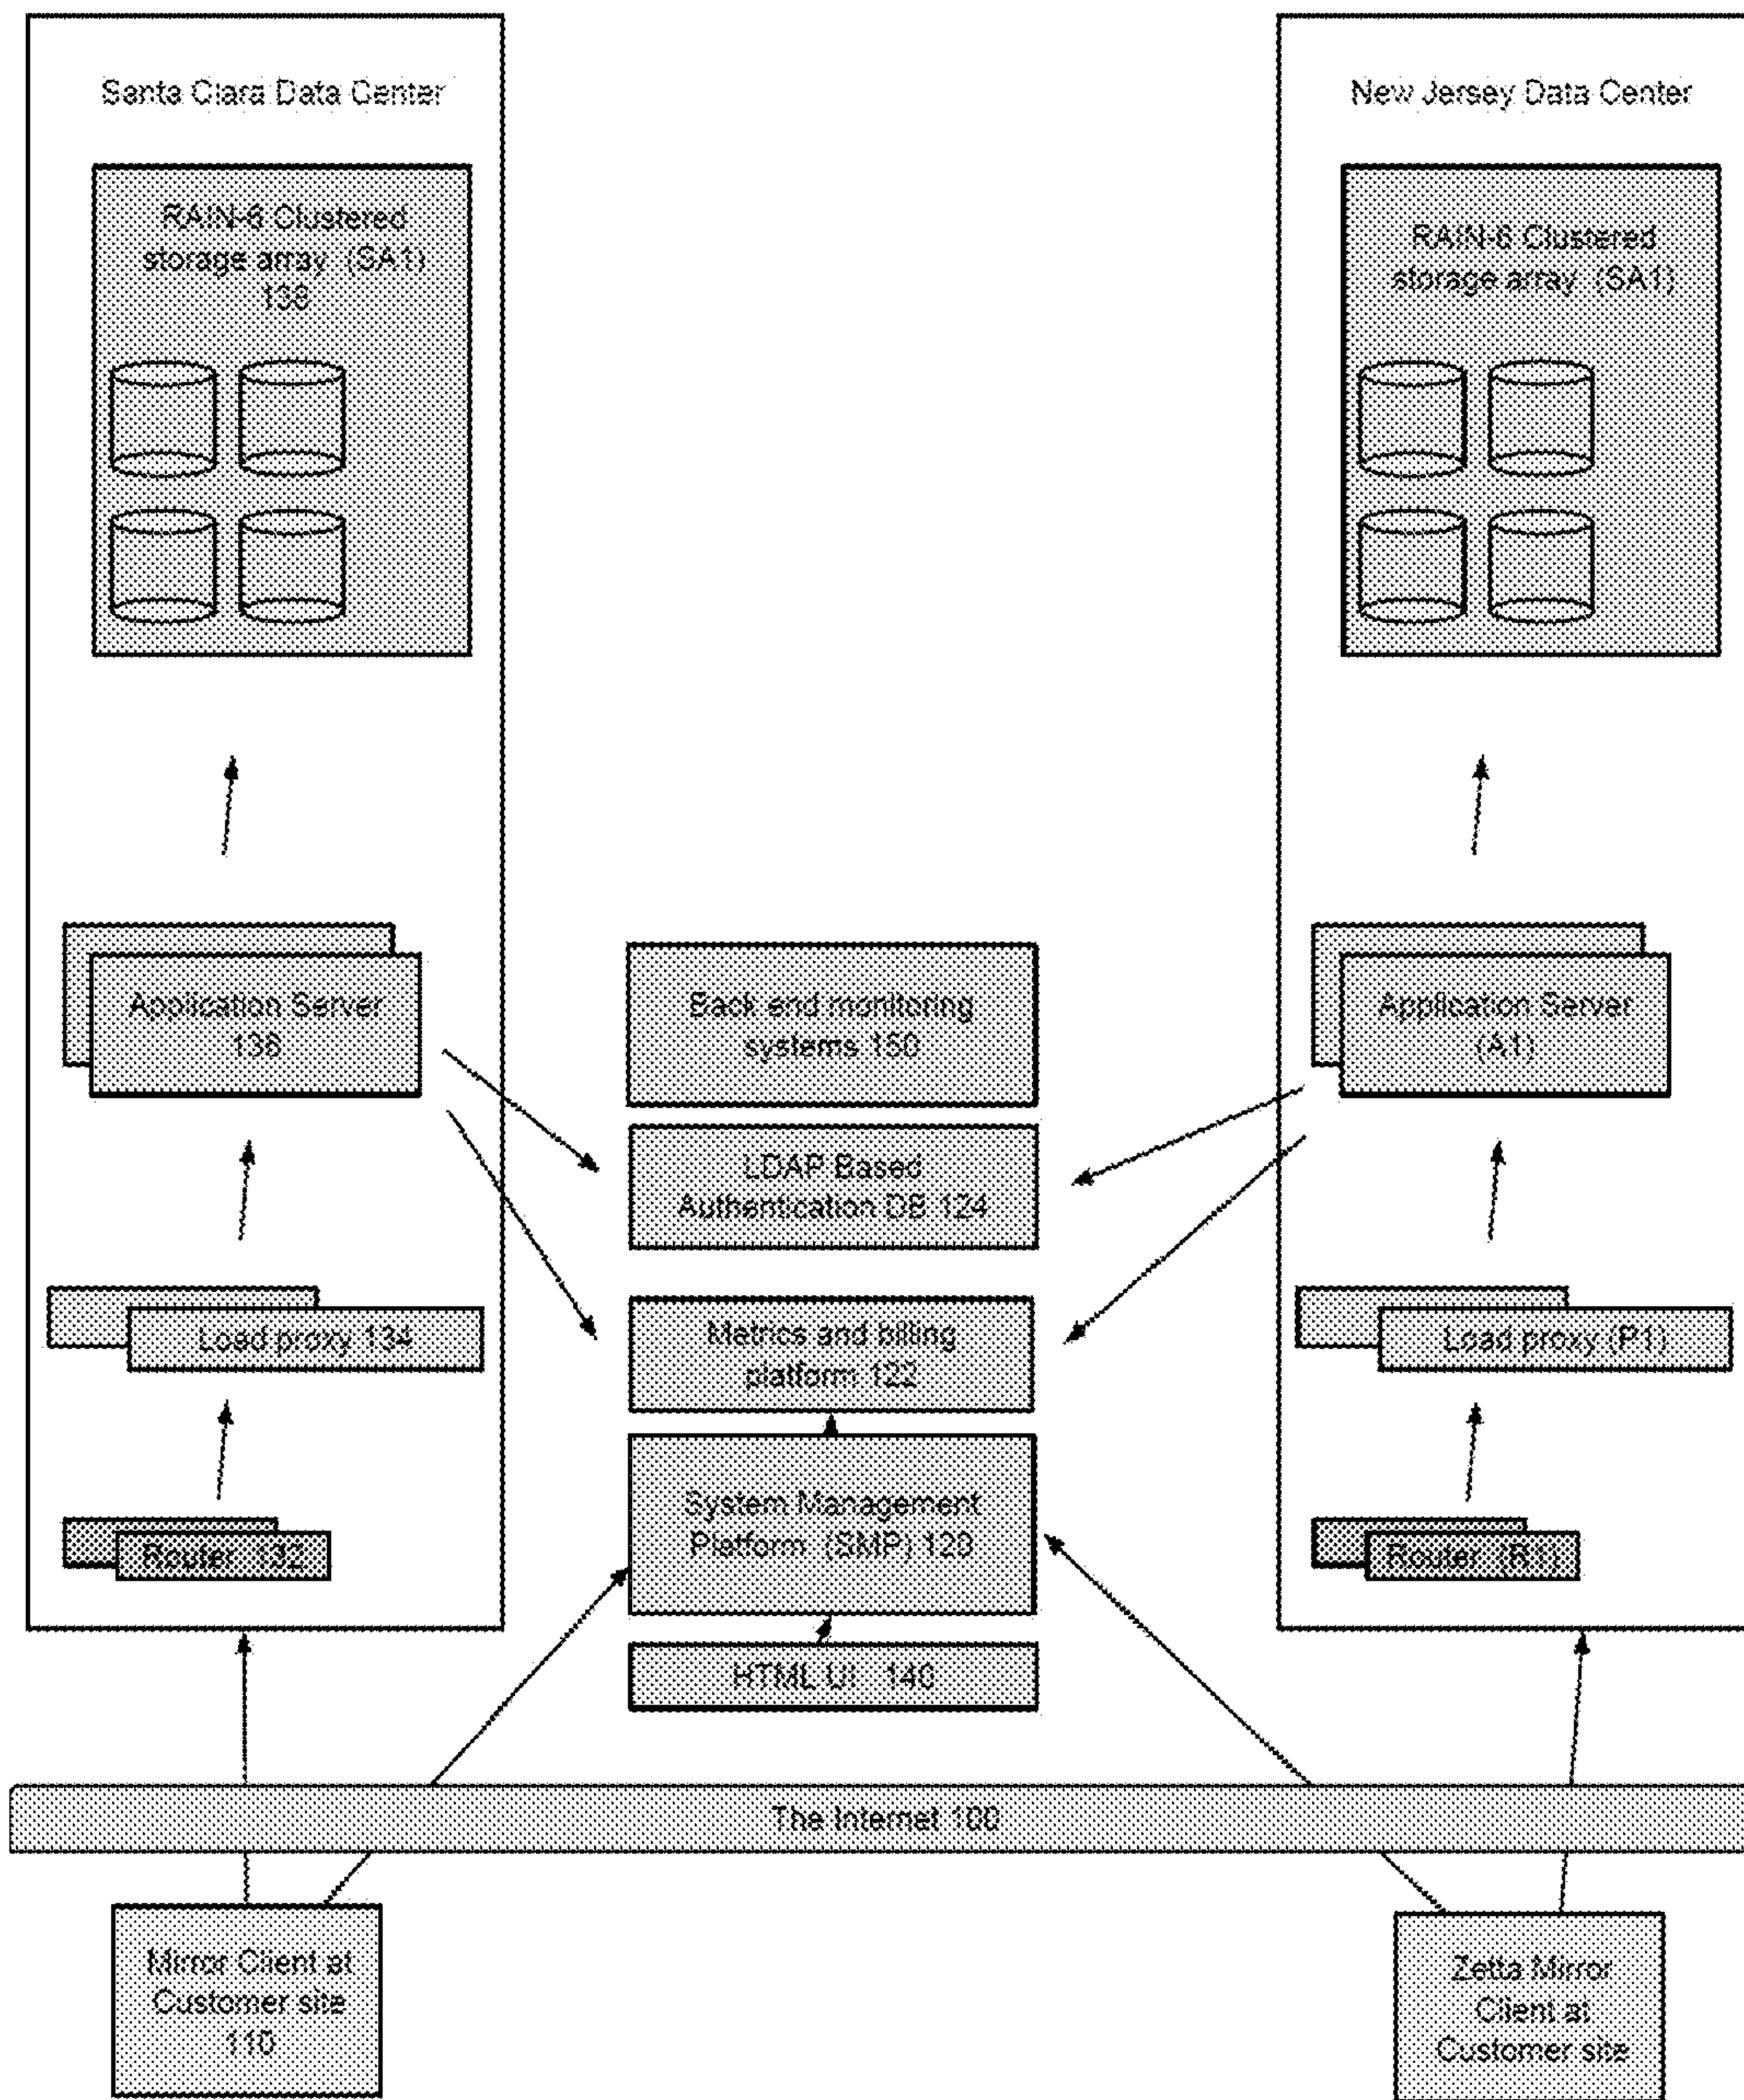 Santa Clara Data Center
RAIN-6 Clustered
storage array (SA1)
138
Application Server
138
Load proxy 134
Router 132
Back end monitoring
systems 150
LDAP Based
Authentication DB 124
Metrics and billing
platform 122
System Management
Platform (SMP) 120
HTML UI 140
New Jersey Data Center
RAIN-6 Clustered
storage array (SA1)
Application Server
(A1)
Load proxy (P1)
Router (R1)
The Internet 100
Mirror Client at
Customer site
110
Zetta Mirror
Client at
Customer site